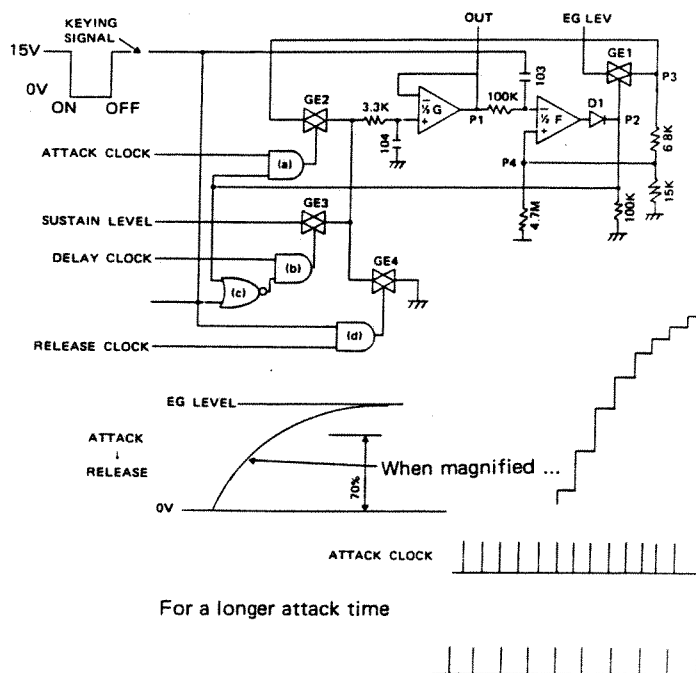 KEYING
SIGNAL
15V
0V
ON OFF
OUT
EG LEV
GE1
P3
GE2
3.3K
104
½ G
P1
100K
103
½ F
D1
P2
6.8K
P4
4.7M
100K
15K
ATTACK CLOCK
(a)
SUSTAIN LEVEL
GE3
DELAY CLOCK
(b)
(c)
GE4
(d)
RELEASE CLOCK
EG LEVEL
ATTACK
↓
RELEASE
When magnified ...
70%
0V
ATTACK CLOCK
For a longer attack time